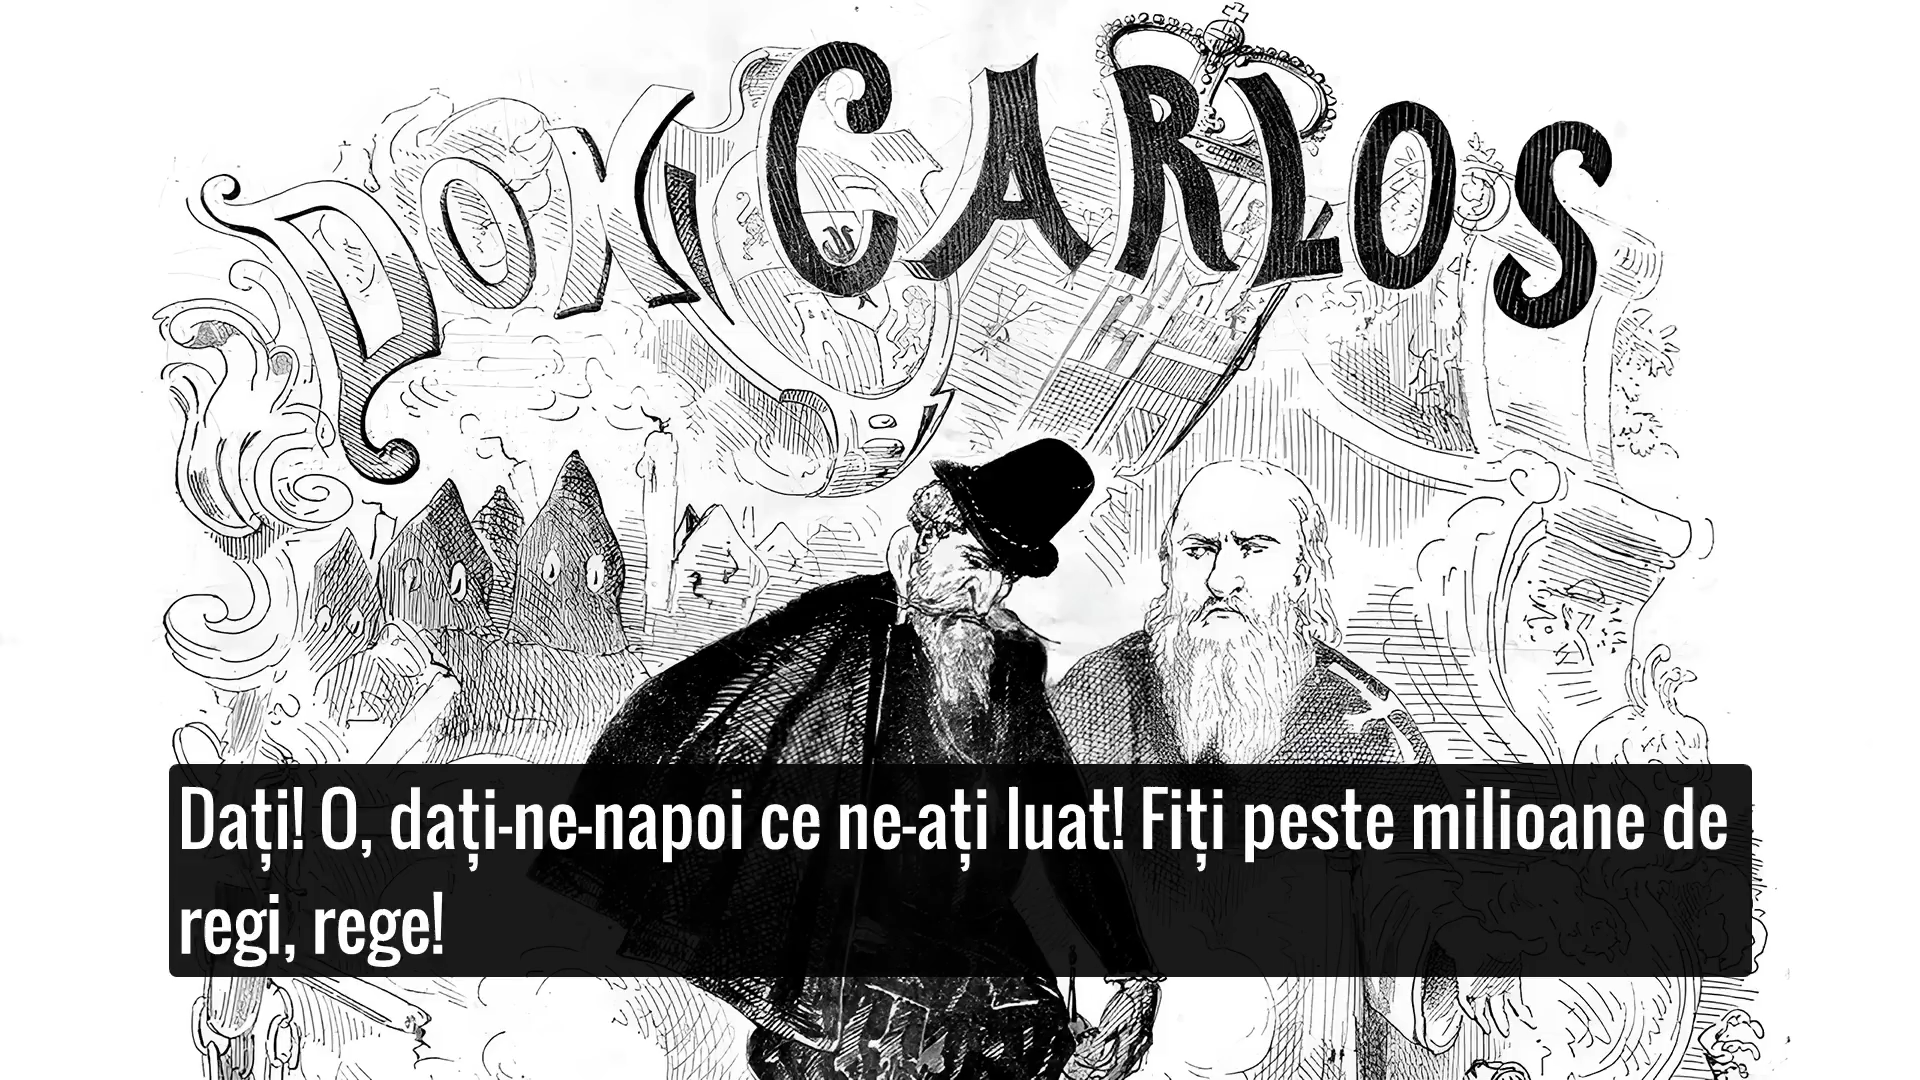 DON CARLOS
Dați! O, dați-ne-napoi ce ne-ați luat! Fiți peste milioane de
regi, rege!